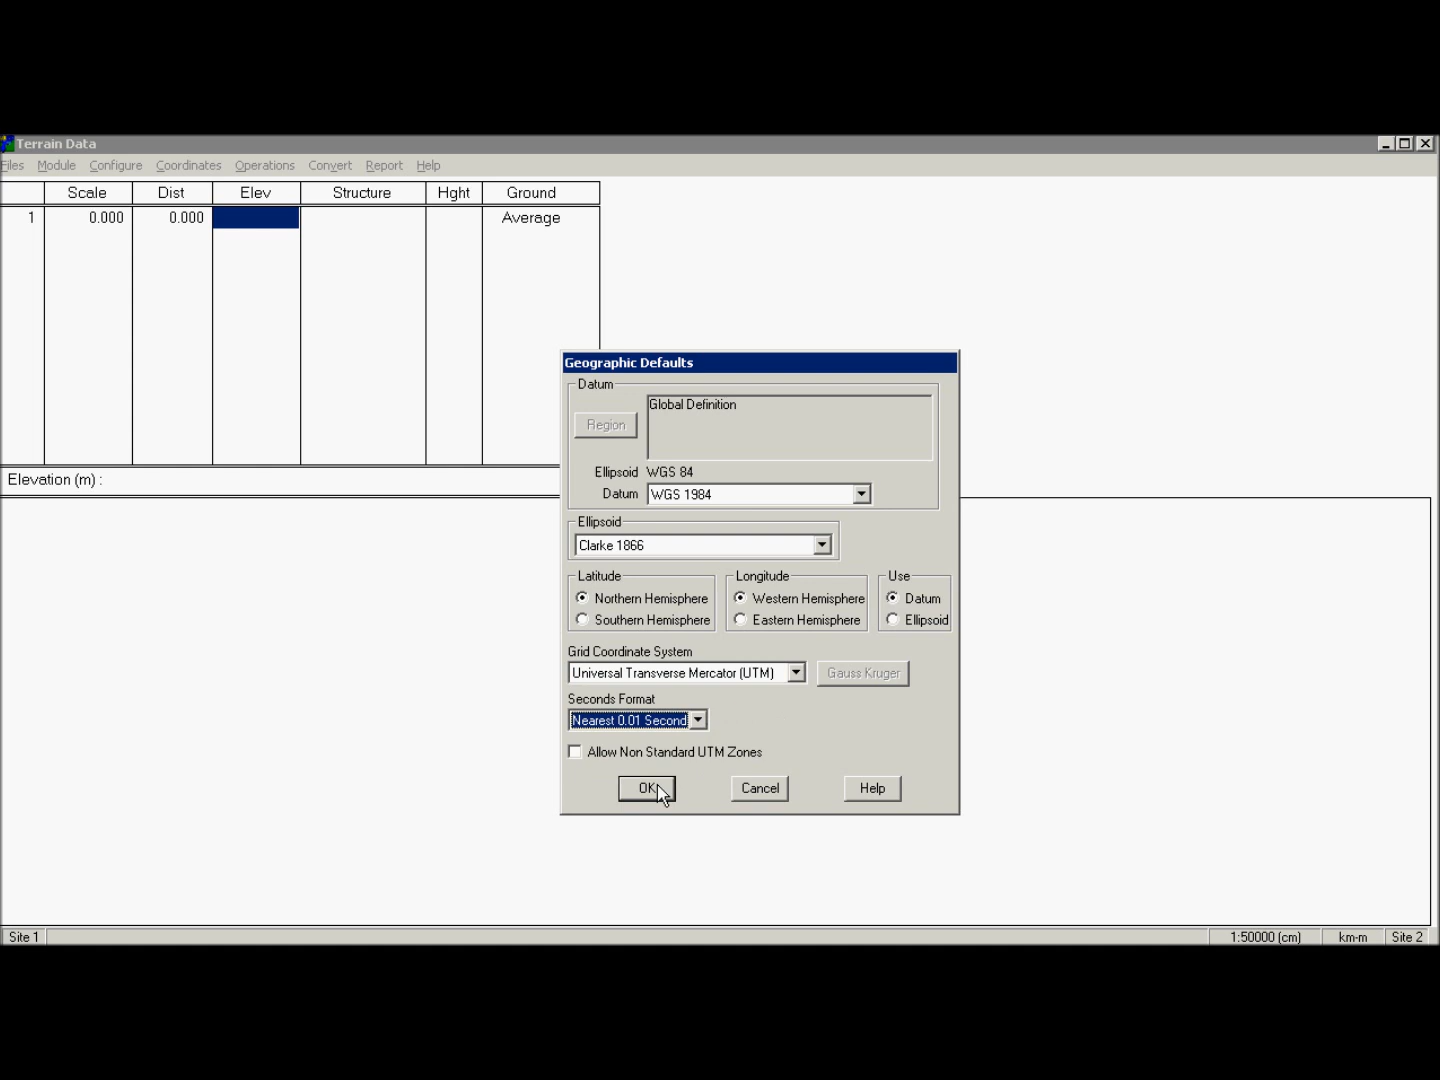 Terrain Data
Files Module Configure Coordinates Operations Convert Report Help
Scale Dist Elev Structure Hght Ground
1 0.000 0.000 Average
Elevation (m) :
Geographic Defaults
Datum
Region
Global Definition
Ellipsoid WGS 84
Datum WGS 1984
Ellipsoid
Clarke 1866
Latitude Longitude Use
Northern Hemisphere Western Hemisphere Datum
Southern Hemisphere Eastern Hemisphere Ellipsoid
Grid Coordinate System
Universal Transverse Mercator (UTM) Gauss Kruger
Seconds Format
Nearest 0.01 Second
Allow Non Standard UTM Zones
OK Cancel Help
Site 1 1:50000 (cm) km-m Site 2